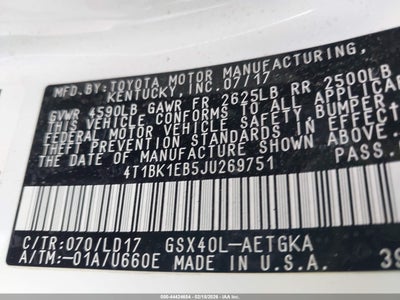 MFD.BY:TOYOTA MOTOR MANUFACTURING,
KENTUCKY,INC.07/17
GVWR 4590LB GAWR FR 2625LB RR 2500LB
THIS VEHICLE CONFORMS TO ALL APPLICA
FEDERAL MOTOR VEHICLE SAFETY, BUMPER,
THEFT PREVENTION STANDARDS IN EFFECT
THE DATE OF MANUFACTURE SHOWN ABOVE.
4T1BK1EB5JU269751 PASS.
C/TR:070/LD17 GSX40L-AETGKA
A/TM:-01A/U660E MADE IN U.S.A. 39